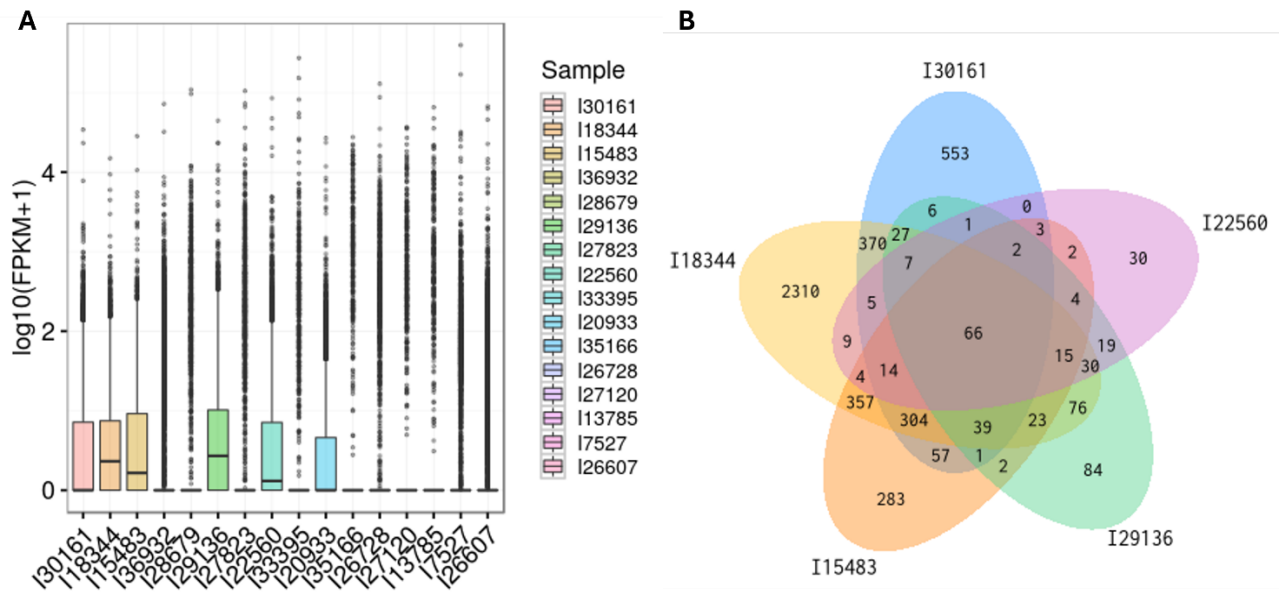 A
log10(FPKM+1)
4
2
0
I30161
I18344
I15483
I36932
I28679
I29136
I27823
I22560
I33395
I20933
I35166
I26728
I27120
I13785
I7527
I26607
Sample
I30161
I18344
I15483
I36932
I28679
I29136
I27823
I22560
I33395
I20933
I35166
I26728
I27120
I13785
I7527
I26607
B
I30161
553
I22560
6
0
1
3
370
27
2
2
30
I18344
7
2310
5
4
66
9
19
15
30
4
14
357
76
304
39
23
57
1
2
84
283
I29136
I15483